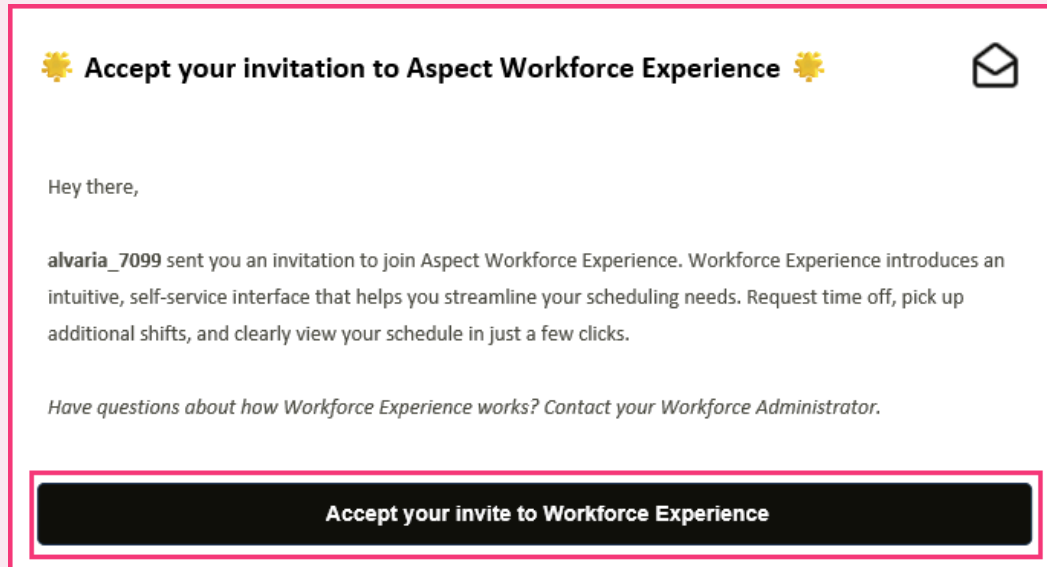 Accept your invitation to Aspect Workforce Experience
Hey there,
alvaria_7099 sent you an invitation to join Aspect Workforce Experience. Workforce Experience introduces an
intuitive, self-service interface that helps you streamline your scheduling needs. Request time off, pick up
additional shifts, and clearly view your schedule in just a few clicks.
Have questions about how Workforce Experience works? Contact your Workforce Administrator.
Accept your invite to Workforce Experience